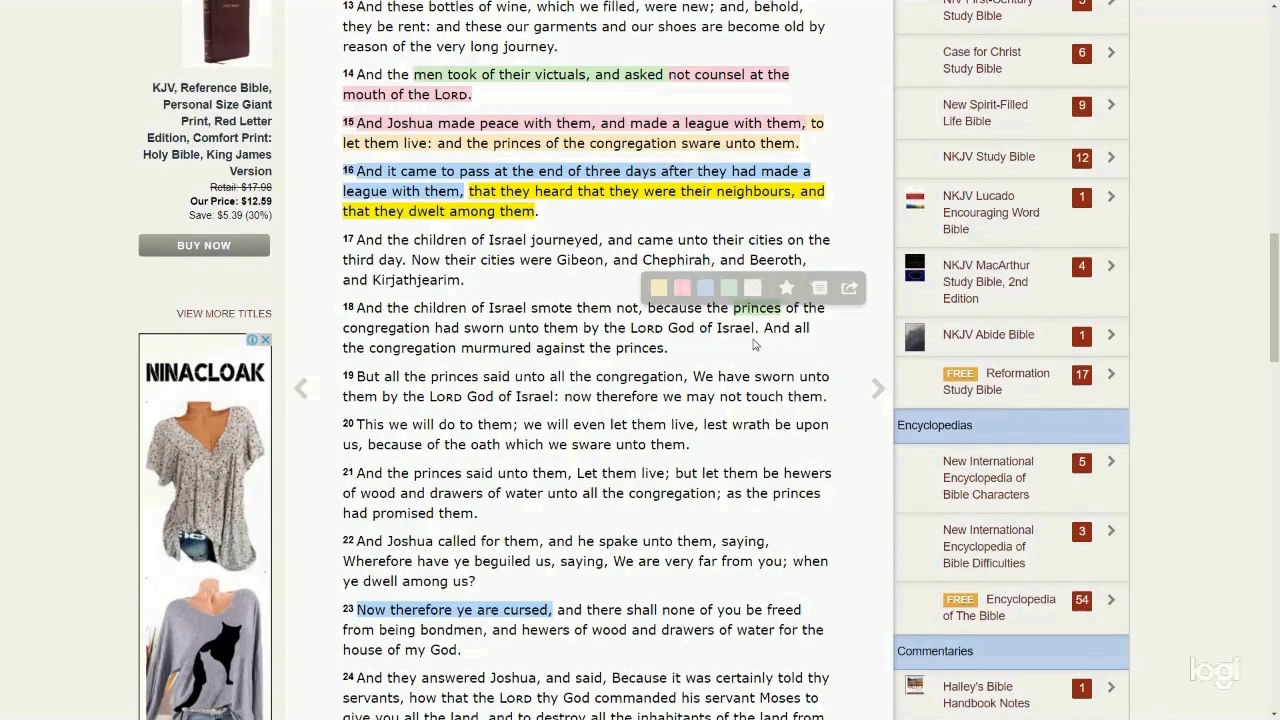 KJV, Reference Bible,
Personal Size Giant
Print, Red Letter
Edition, Comfort Print:
Holy Bible, King James
Version
Retail: $17.98
Our Price: $12.59
Save: $5.39 (30%)
BUY NOW
VIEW MORE TITLES
NINACLOAK
13 And these bottles of wine, which we filled, were new; and, behold,
they be rent: and these our garments and our shoes are become old by
reason of the very long journey.
14 And the men took of their victuals, and asked not counsel at the
mouth of the LORD.
15 And Joshua made peace with them, and made a league with them, to
let them live: and the princes of the congregation sware unto them.
16 And it came to pass at the end of three days after they had made a
league with them, that they heard that they were their neighbours, and
that they dwelt among them.
17 And the children of Israel journeyed, and came unto their cities on the
third day. Now their cities were Gibeon, and Chephirah, and Beeroth,
and Kirjathjearim.
18 And the children of Israel smote them not, because the princes of the
congregation had sworn unto them by the LORD God of Israel. And all
the congregation murmured against the princes.
19 But all the princes said unto all the congregation, We have sworn unto
them by the LORD God of Israel: now therefore we may not touch them.
20 This we will do to them; we will even let them live, lest wrath be upon
us, because of the oath which we sware unto them.
21 And the princes said unto them, Let them live; but let them be hewers
of wood and drawers of water unto all the congregation; as the princes
had promised them.
22 And Joshua called for them, and he spake unto them, saying,
Wherefore have ye beguiled us, saying, We are very far from you; when
ye dwell among us?
23 Now therefore ye are cursed, and there shall none of you be freed
from being bondmen, and hewers of wood and drawers of water for the
house of my God.
24 And they answered Joshua, and said, Because it was certainly told thy
servants, how that the LORD thy God commanded his servant Moses to
give you all the land, and to destroy all the inhabitants of the land from
NIV First-Century
Study Bible
Case for Christ 6
Study Bible
New Spirit-Filled 9
Life Bible
NKJV Study Bible 12
NKJV Lucado 1
Encouraging Word
Bible
NKJV MacArthur 4
Study Bible, 2nd
Edition
NKJV Abide Bible 1
FREE Reformation 17
Study Bible
Encyclopedias
New International 5
Encyclopedia of
Bible Characters
New International 3
Encyclopedia of
Bible Difficulties
FREE Encyclopedia 54
of The Bible
Commentaries
Halley's Bible 1
Handbook Notes
logi